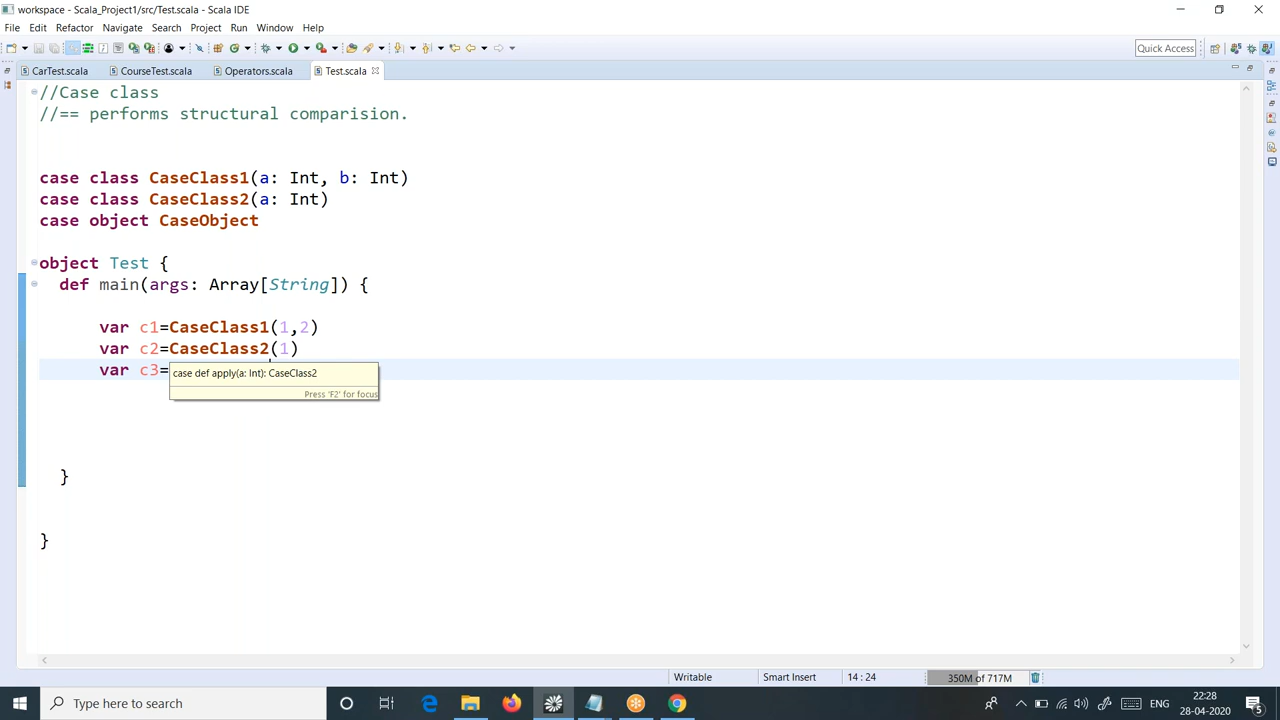 workspace - Scala_Project1/src/Test.scala - Scala IDE
File Edit Refactor Navigate Search Project Run Window Help
Quick Access
CarTest.scala CourseTest.scala Operators.scala Test.scala
//Case class
//== performs structural comparision.
case class CaseClass1(a: Int, b: Int)
case class CaseClass2(a: Int)
case object CaseObject
object Test {
def main(args: Array[String]) {
var c1=CaseClass1(1,2)
var c2=CaseClass2(1)
var c3=
case def apply(a: Int): CaseClass2
Press 'F2' for focus
}
}
Writable Smart Insert 14 : 24 350M of 717M
Type here to search
ENG 22:28
28-04-2020
5